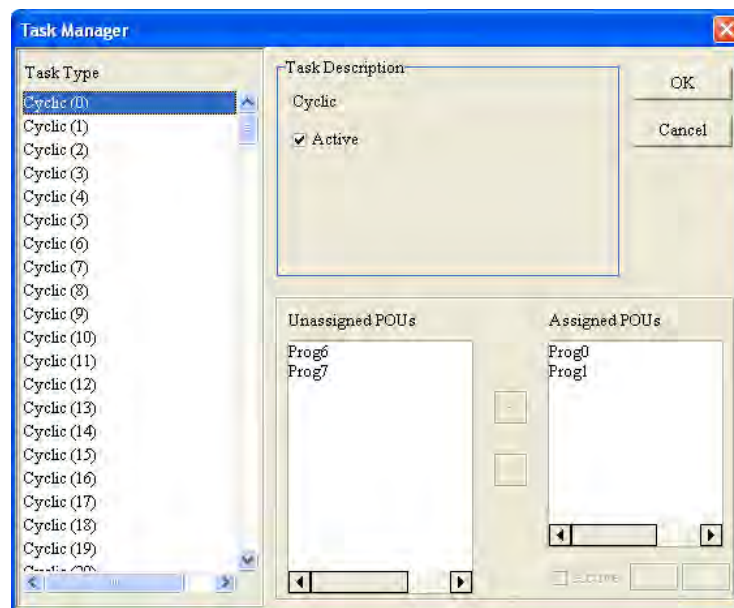 Task Manager
Task Type
Cyclic (0)
Cyclic (1)
Cyclic (2)
Cyclic (3)
Cyclic (4)
Cyclic (5)
Cyclic (6)
Cyclic (7)
Cyclic (8)
Cyclic (9)
Cyclic (10)
Cyclic (11)
Cyclic (12)
Cyclic (13)
Cyclic (14)
Cyclic (15)
Cyclic (16)
Cyclic (17)
Cyclic (18)
Cyclic (19)
Cyclic (20)
Task Description
Cyclic
Active
OK
Cancel
Unassigned POUs
Prog6
Prog7
Assigned POUs
Prog0
Prog1